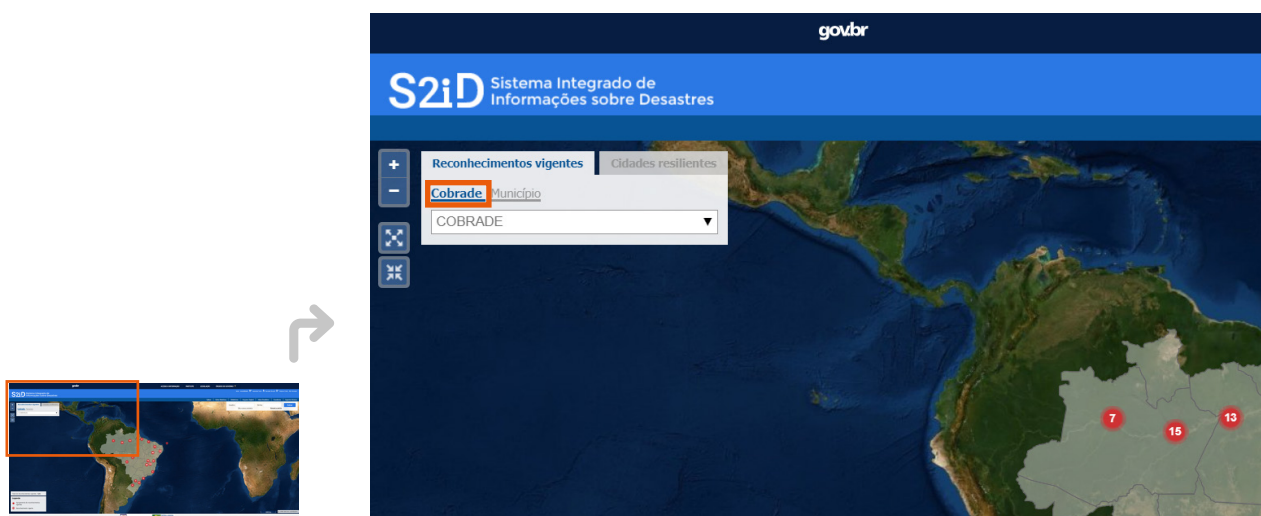 gov.br
S2iD Sistema Integrado de
Informações sobre Desastres
+
Reconhecimentos vigentes Cidades resilientes
−
Cobrade Município
COBRADE
7
15
13